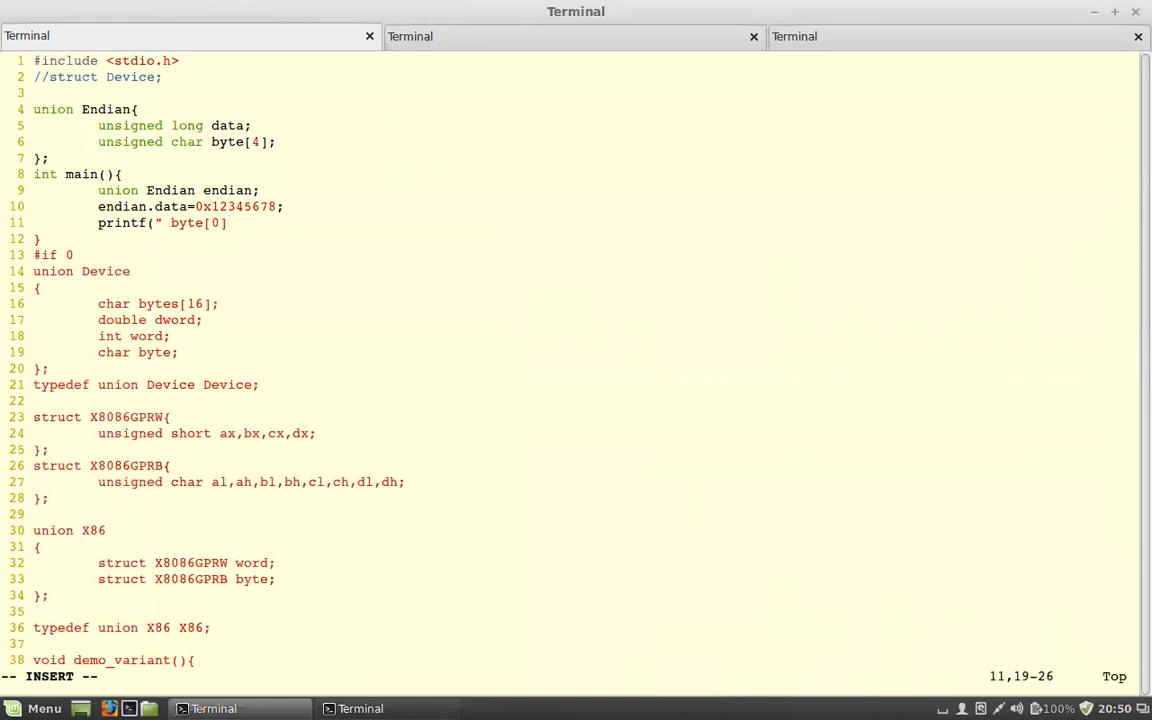 Terminal
Terminal
Terminal
Terminal
1 #include <stdio.h>
2 //struct Device;
3
4 union Endian{
5 unsigned long data;
6 unsigned char byte[4];
7 };
8 int main(){
9 union Endian endian;
10 endian.data=0x12345678;
11 printf(" byte[0]
12 }
13 #if 0
14 union Device
15 {
16 char bytes[16];
17 double dword;
18 int word;
19 char byte;
20 };
21 typedef union Device Device;
22
23 struct X8086GPRW{
24 unsigned short ax,bx,cx,dx;
25 };
26 struct X8086GPRB{
27 unsigned char al,ah,bl,bh,cl,ch,dl,dh;
28 };
29
30 union X86
31 {
32 struct X8086GPRW word;
33 struct X8086GPRB byte;
34 };
35
36 typedef union X86 X86;
37
38 void demo_variant(){
-- INSERT -- 11,19-26 Top
Menu Terminal Terminal 100% 20:50